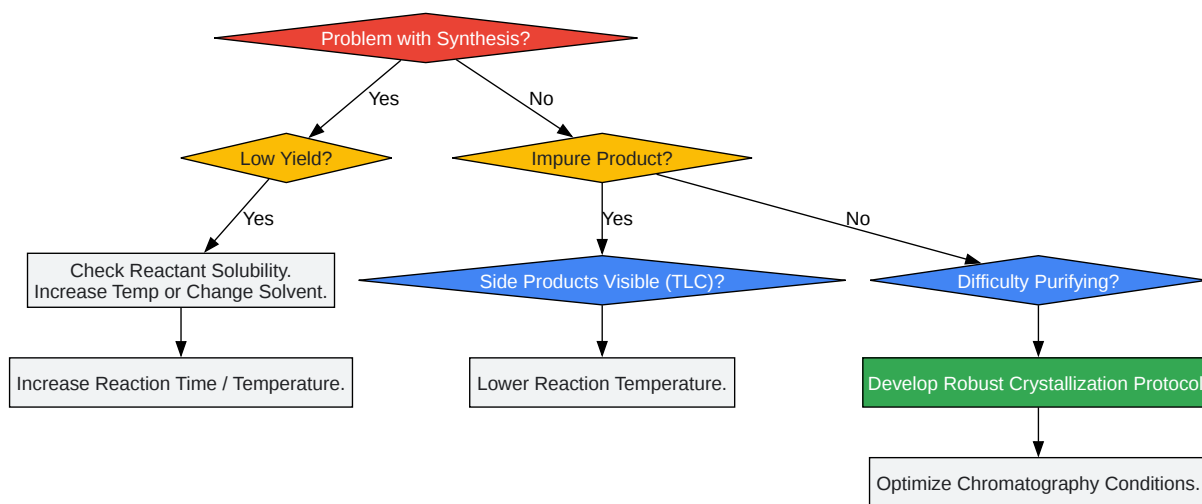 Problem with Synthesis?
Yes
No
Low Yield?
Impure Product?
Yes
Yes
No
Check Reactant Solubility.
Increase Temp or Change Solvent.
Side Products Visible (TLC)?
Difficulty Purifying?
Increase Reaction Time / Temperature.
Lower Reaction Temperature.
Develop Robust Crystallization Protocol
Optimize Chromatography Conditions.